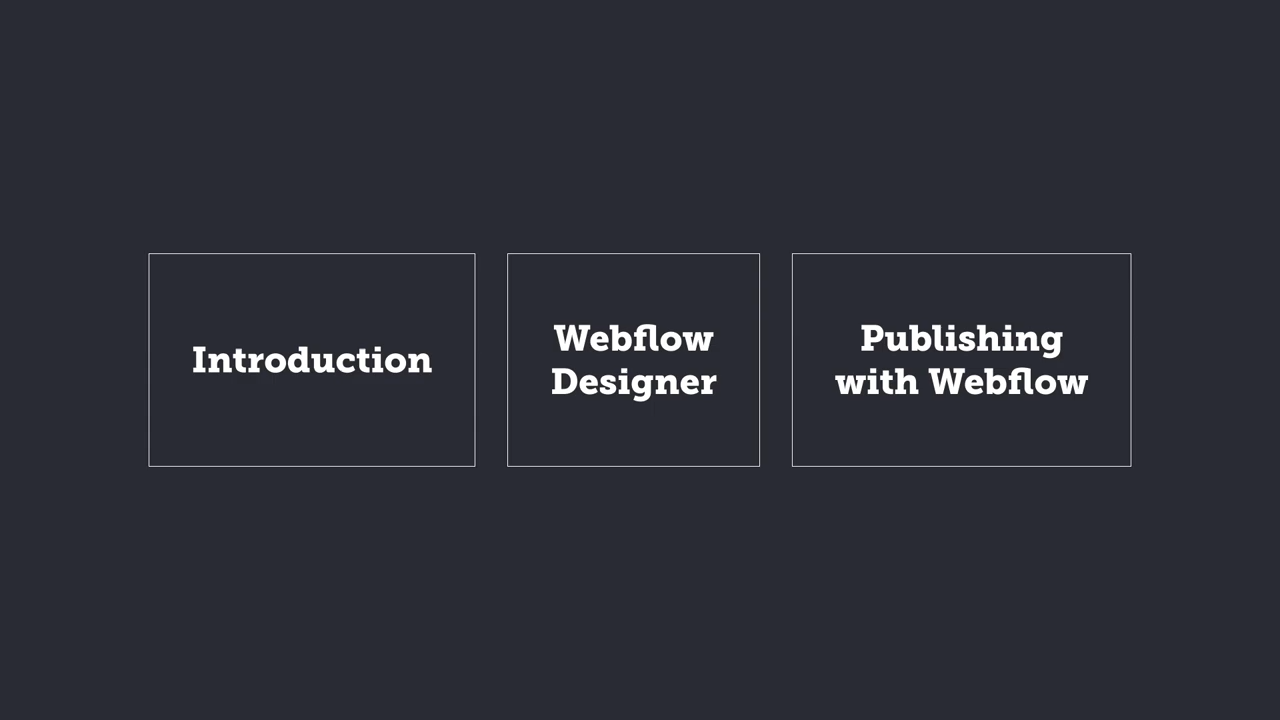 Introduction
Webflow
Designer
Publishing
with Webflow